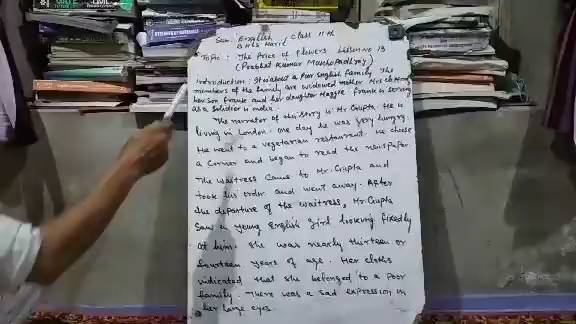 Sub: English, Class 11th
BHSS Haril
Topic: The Price of Flowers Lesson no 13
(Prabhat Kumar Mukhopadhyay)
Introduction: It is about a Poor English family. The
members of the family are widowed mother Mrs Clifford
her son Frank and her daughter Maggie. Frank is serving
as a Soldier in India.
The narrator of the story is Mr. Gupta. He is
living in London. One day he was very hungry.
He went to a vegetarian restaurant. He chose
a Corner and began to read the newspaper.
The waitress Came to Mr. Gupta and
took his order and went away. After
the departure of the waitress, Mr. Gupta
Saw a young English girl looking fixedly
at him. She was nearly thirteen or
fourteen years of age. Her cloths
indicated that she belonged to a Poor
family. There was a sad expression in
her large eyes.
GATE